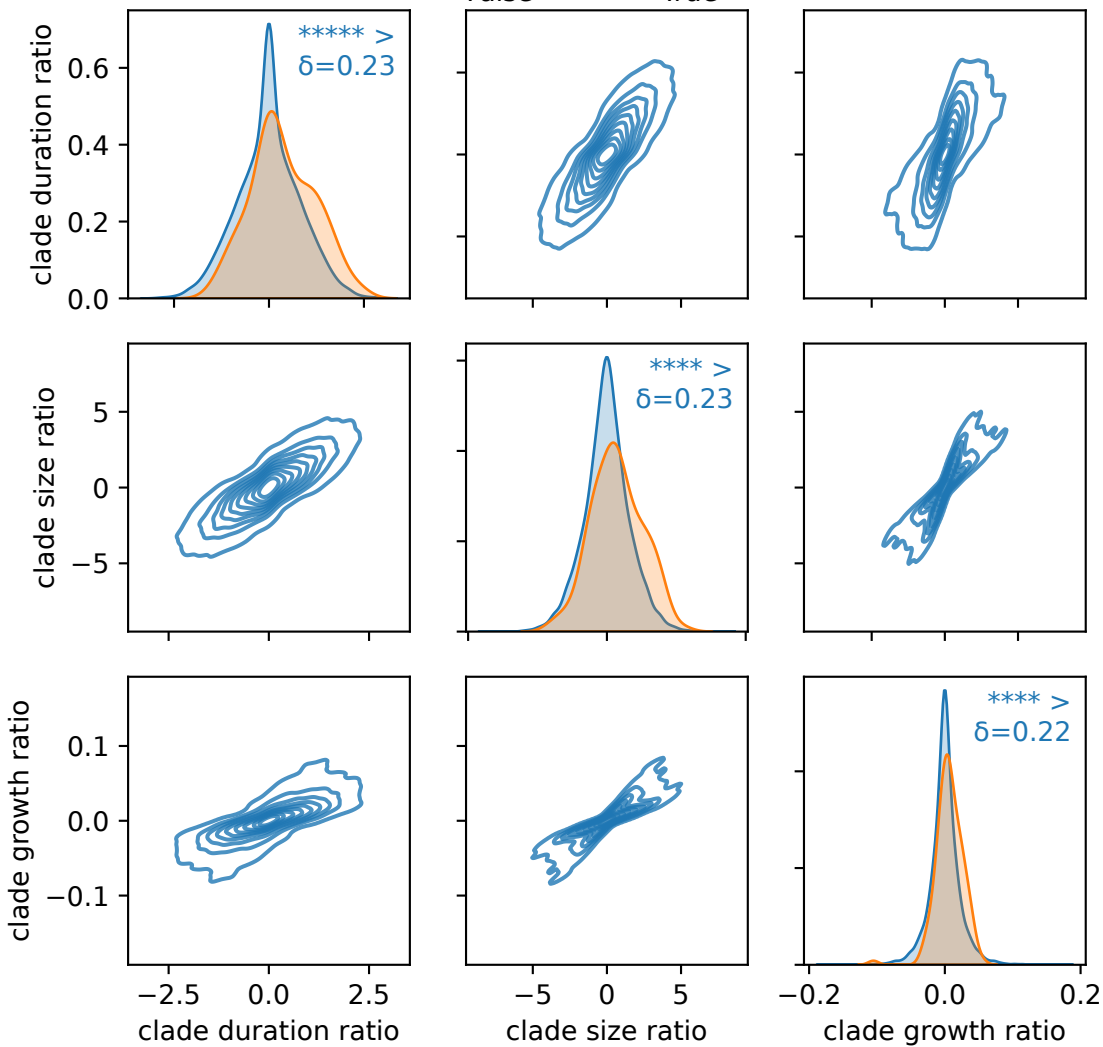 clade duration ratio
0.6
0.4
0.2
0.0
***** >
δ=0.23
clade size ratio
5
0
−5
**** >
δ=0.23
clade growth ratio
0.1
0.0
−0.1
**** >
δ=0.22
−2.5 0.0 2.5
−5 0 5
−0.2 0.0 0.2
clade duration ratio
clade size ratio
clade growth ratio